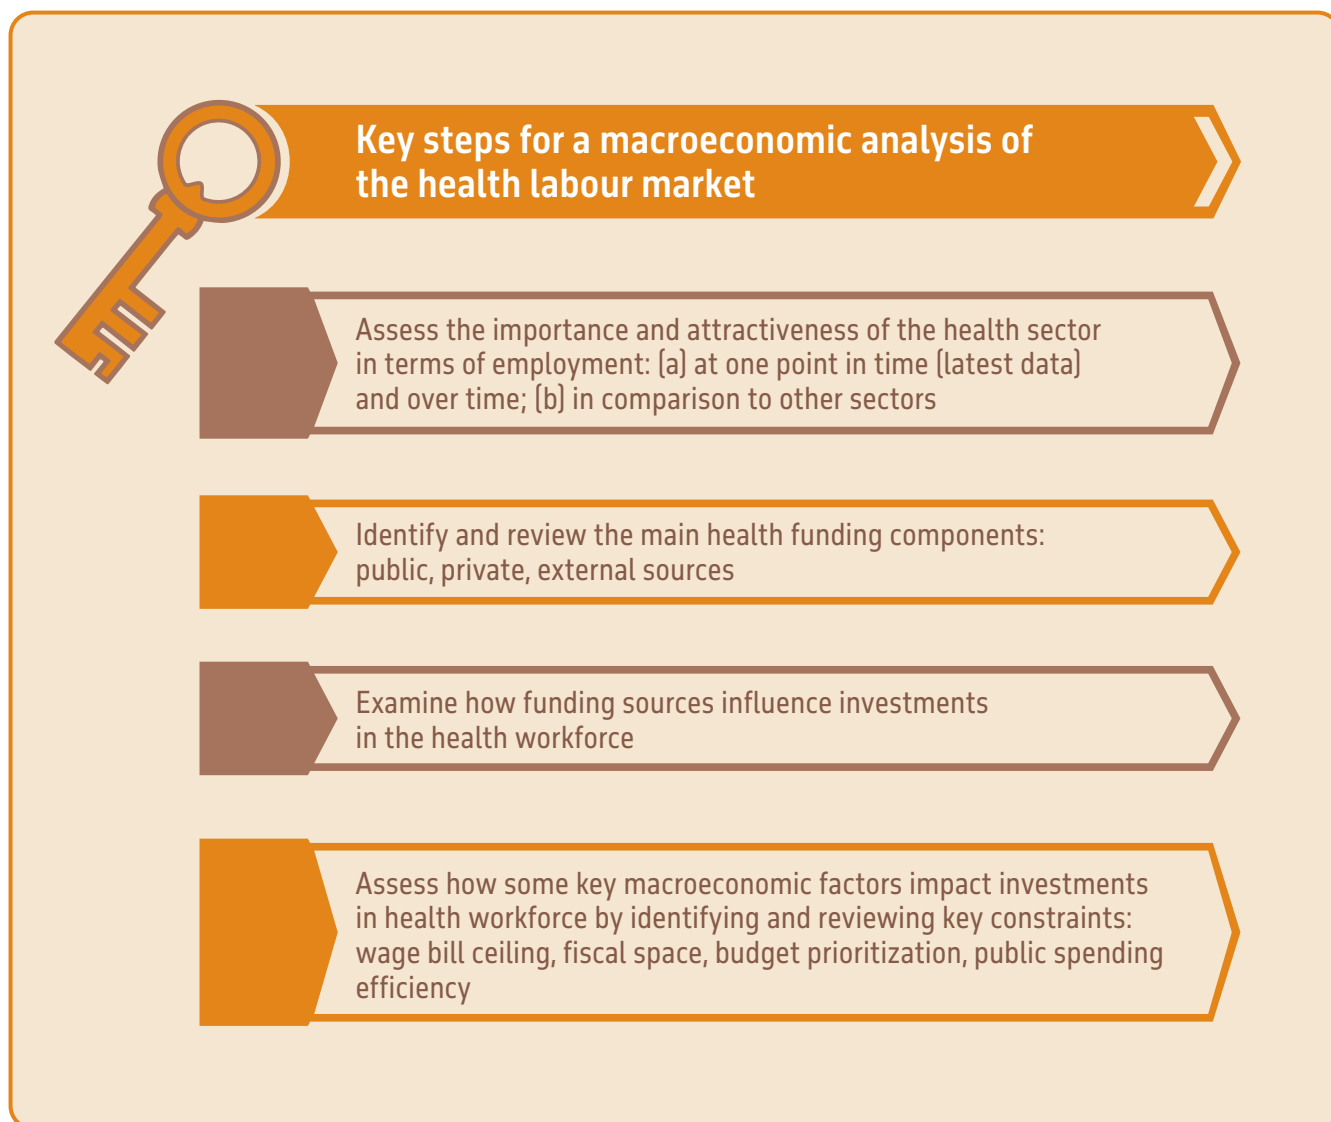 Key steps for a macroeconomic analysis of
the health labour market
Assess the importance and attractiveness of the health sector
in terms of employment: (a) at one point in time (latest data)
and over time; (b) in comparison to other sectors
Identify and review the main health funding components:
public, private, external sources
Examine how funding sources influence investments
in the health workforce
Assess how some key macroeconomic factors impact investments
in health workforce by identifying and reviewing key constraints:
wage bill ceiling, fiscal space, budget prioritization, public spending
efficiency